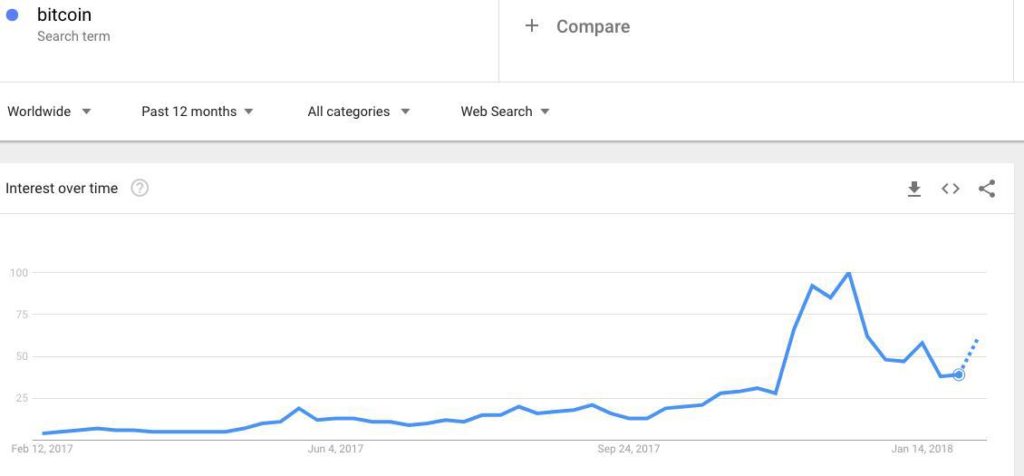 bitcoin
Search term
+ Compare
Worldwide
Past 12 months
All categories
Web Search
Interest over time ?
<>
100
75
50
25
Feb 12, 2017
Jun 4, 2017
Sep 24, 2017
Jan 14, 2018